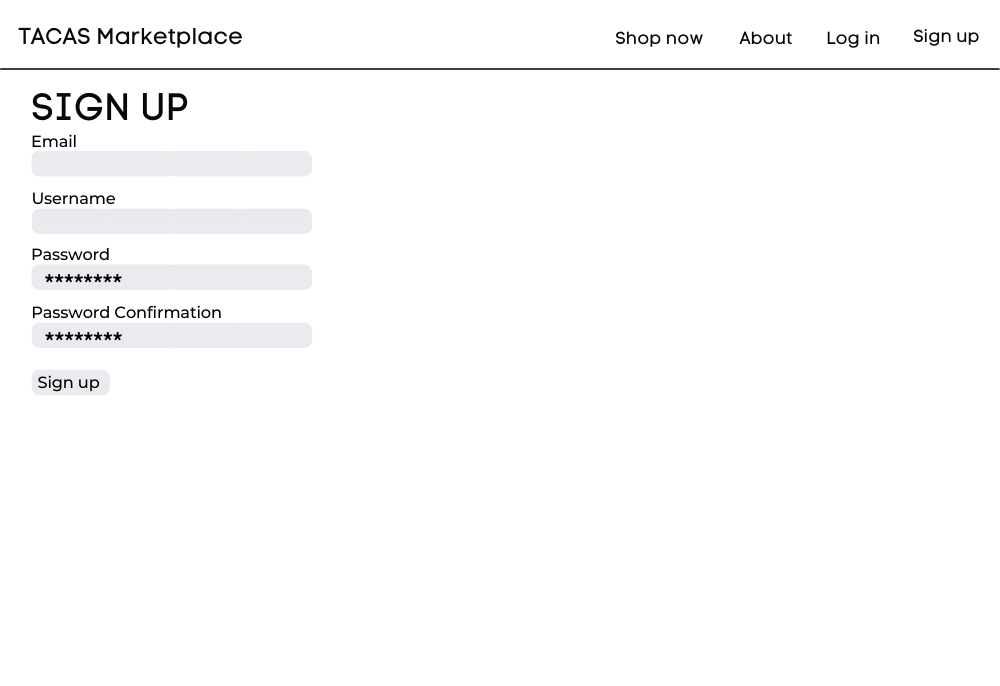 TACAS Marketplace Shop now About Log in Sign up
SIGN UP
Email
Username
Password
********
Password Confirmation
********
Sign up